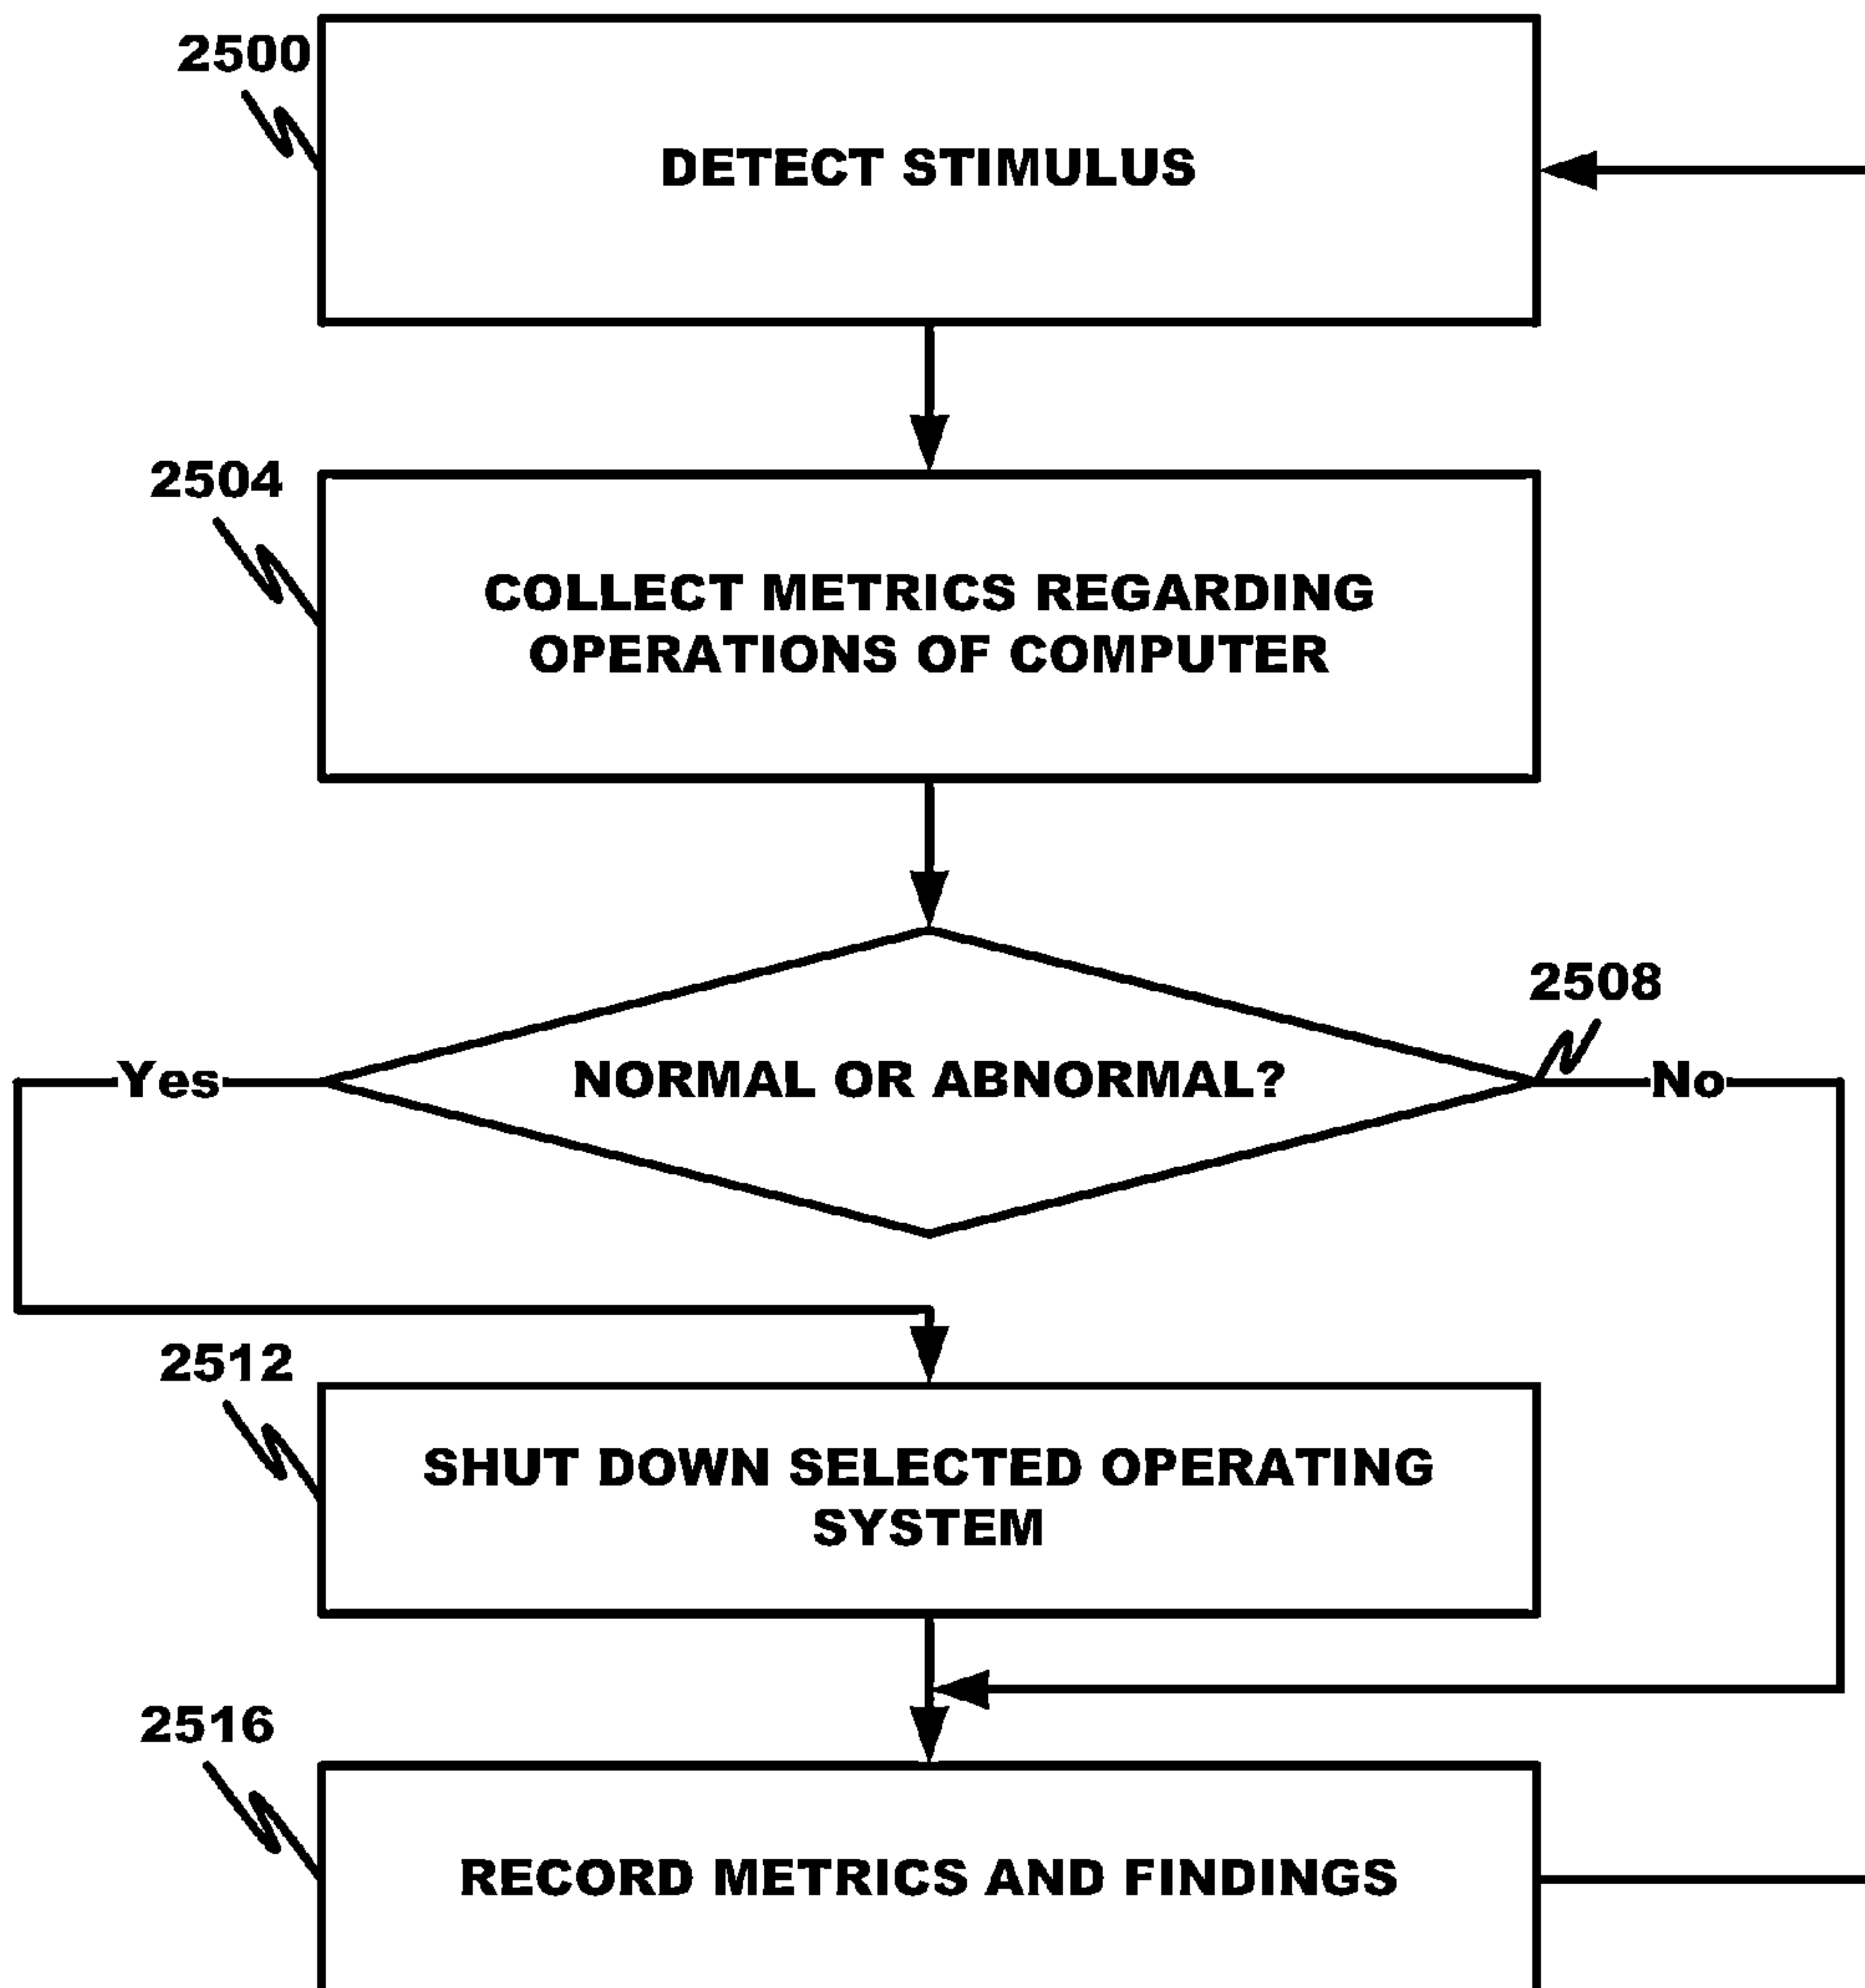 2500
DETECT STIMULUS
2504
COLLECT METRICS REGARDING
OPERATIONS OF COMPUTER
2508
Yes
NORMAL OR ABNORMAL?
No
2512
SHUT DOWN SELECTED OPERATING
SYSTEM
2516
RECORD METRICS AND FINDINGS